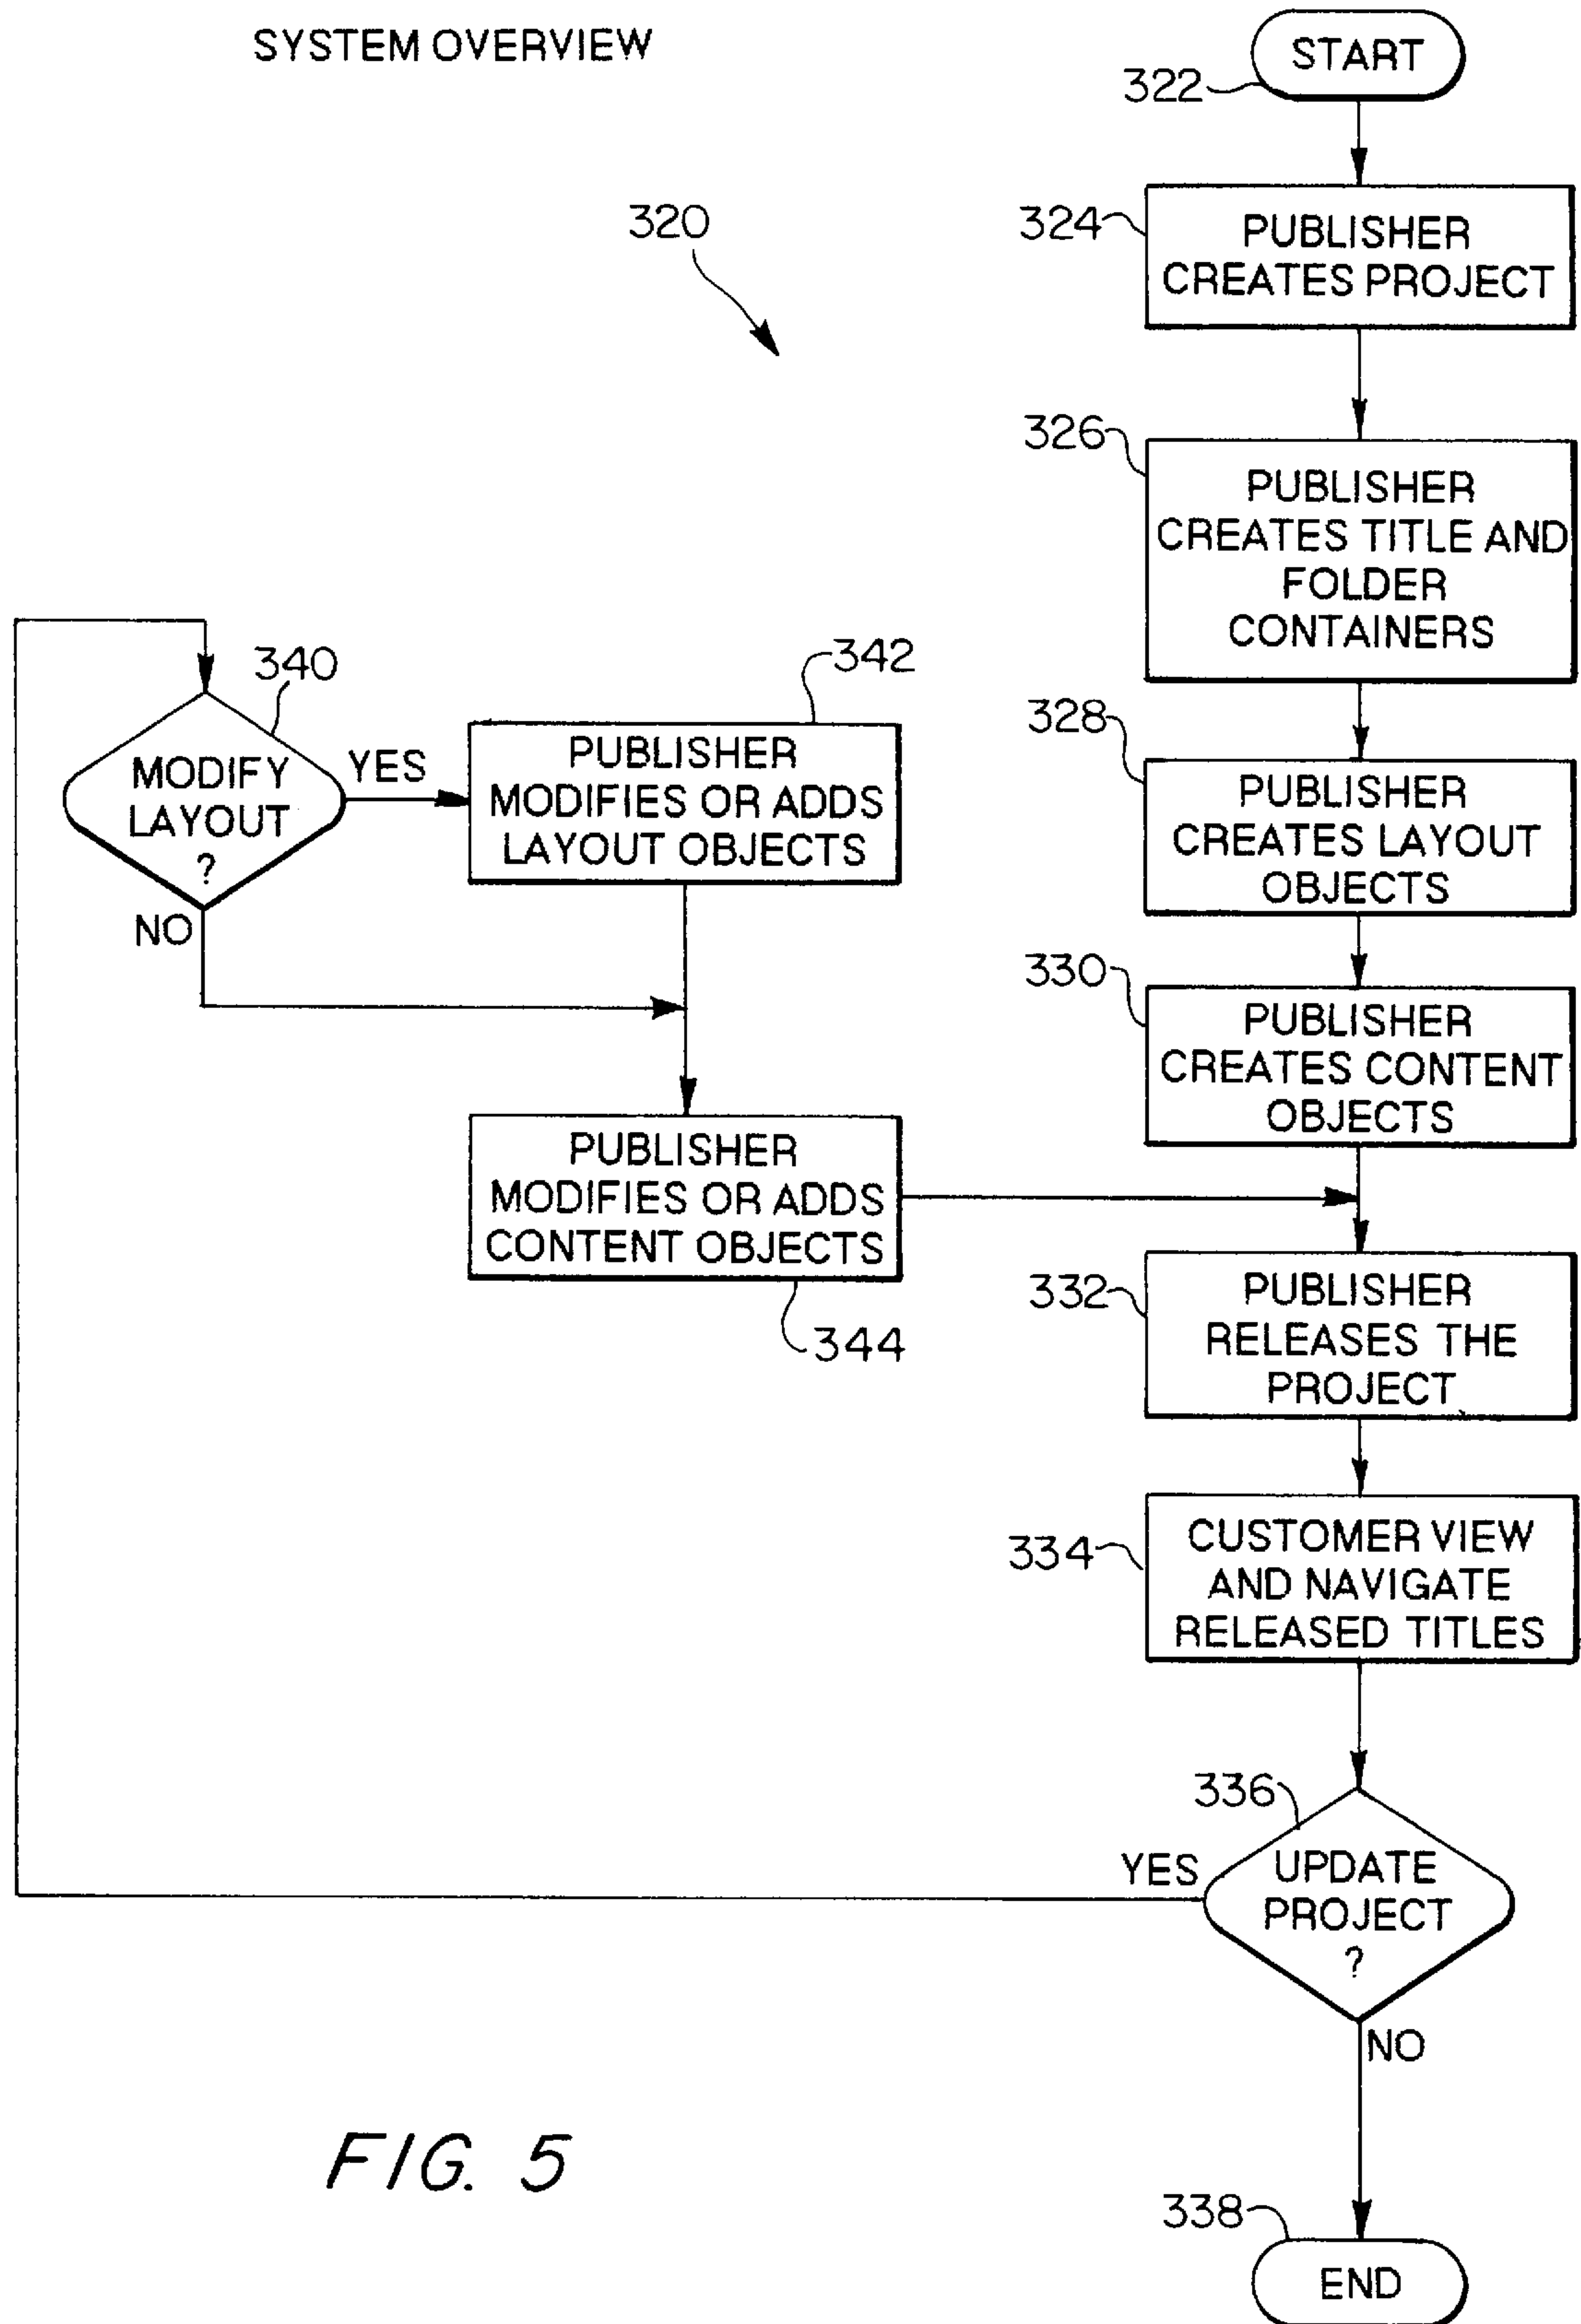 SYSTEM OVERVIEW
START
322
320
324
PUBLISHER
CREATES PROJECT
326
PUBLISHER
CREATES TITLE AND
FOLDER
CONTAINERS
340
MODIFY
LAYOUT
?
YES
NO
342
PUBLISHER
MODIFIES OR ADDS
LAYOUT OBJECTS
328
PUBLISHER
CREATES LAYOUT
OBJECTS
330
PUBLISHER
CREATES CONTENT
OBJECTS
PUBLISHER
MODIFIES OR ADDS
CONTENT OBJECTS
344
332
PUBLISHER
RELEASES THE
PROJECT
334
CUSTOMER VIEW
AND NAVIGATE
RELEASED TITLES
336
YES
UPDATE
PROJECT
?
NO
338
END
FIG. 5